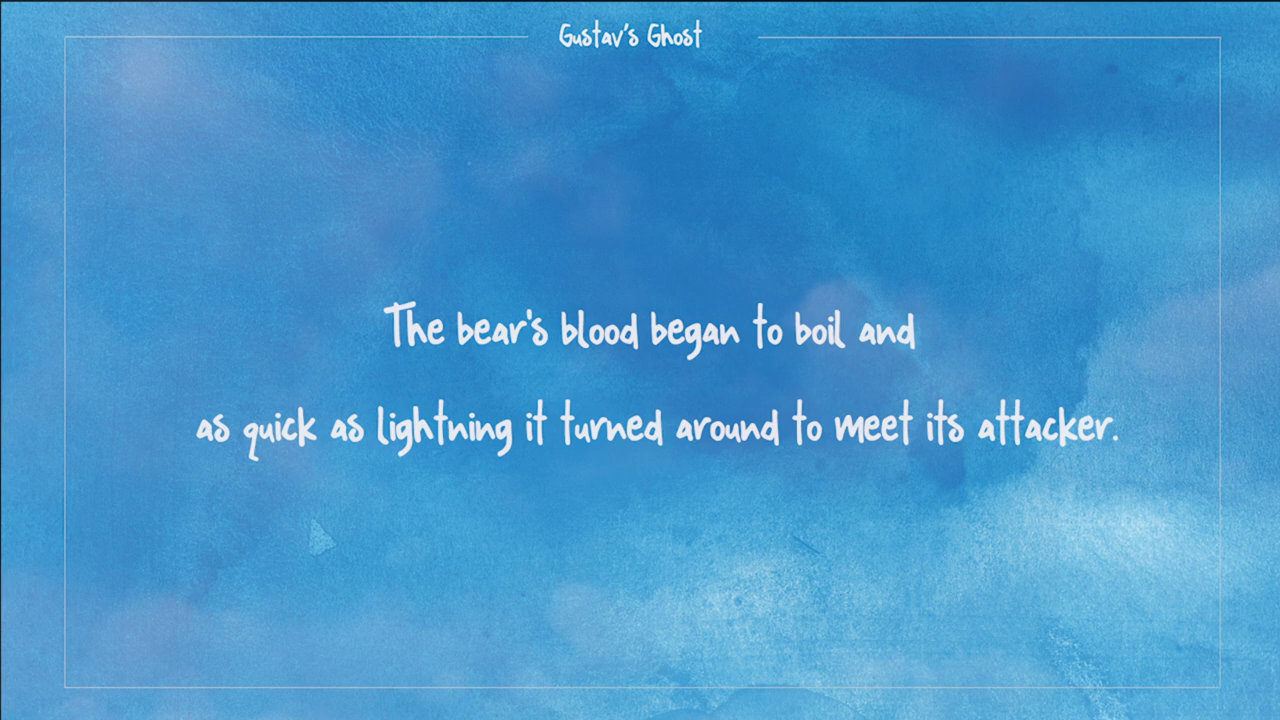 Gustav's Ghost
The bear's blood began to boil and
as quick as lightning it turned around to meet its attacker.